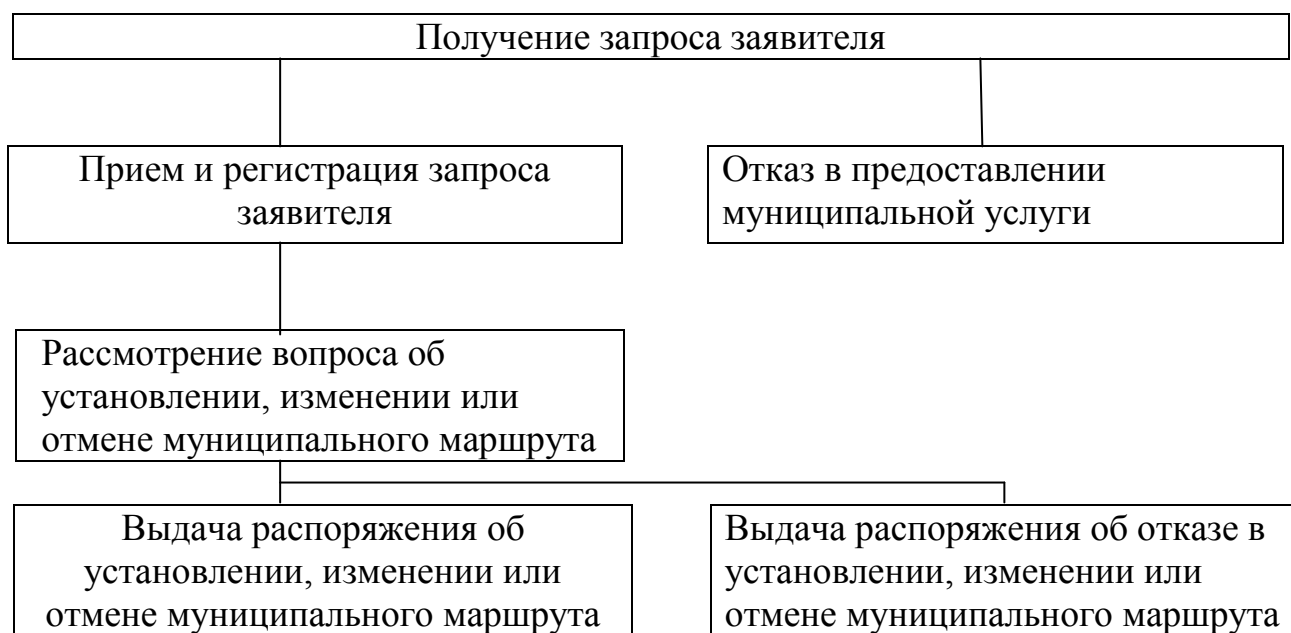 Получение запроса заявителя
Прием и регистрация запроса
заявителя
Отказ в предоставлении
муниципальной услуги
Рассмотрение вопроса об
установлении, изменении или
отмене муниципального маршрута
Выдача распоряжения об
установлении, изменении или
отмене муниципального маршрута
Выдача распоряжения об отказе в
установлении, изменении или
отмене муниципального маршрута